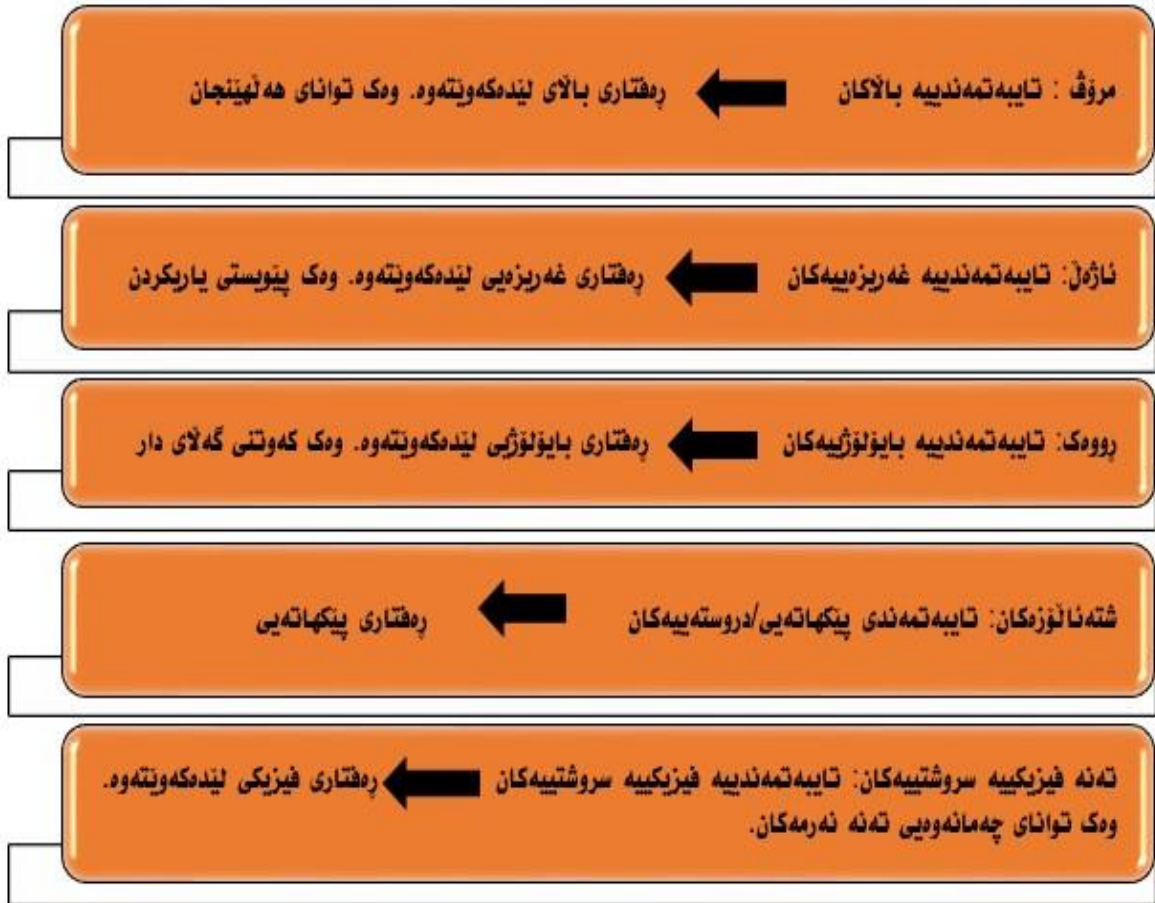 مرۆڤ : تایبەتمەندییە باڵاکان ڕەفتاری باڵای لێدەکەوێتەوە. وەک توانای هەڵهێنجان
ئاژەڵ: تایبەتمەندییە غەریزەییەکان ڕەفتاری غەریزەیی لێدەکەوێتەوە. وەک پێویستی یاریکردن
ڕووەک: تایبەتمەندییە بایۆلۆژییەکان ڕەفتاری بایۆلۆژیی لێدەکەوێتەوە. وەک کەوتنی گەڵای دار
شتەئاڵۆزەکان: تایبەتمەندی پێکهاتەیی/دروستەییەکان ڕەفتاری پێکهاتەیی
تەنە فیزیکییە سروشتییەکان: تایبەتمەندییە فیزیکییە سروشتییەکان ڕەفتاری فیزیکی لێدەکەوێتەوە.
وەک توانای چەمانەوەیی تەنە نەرمەکان.